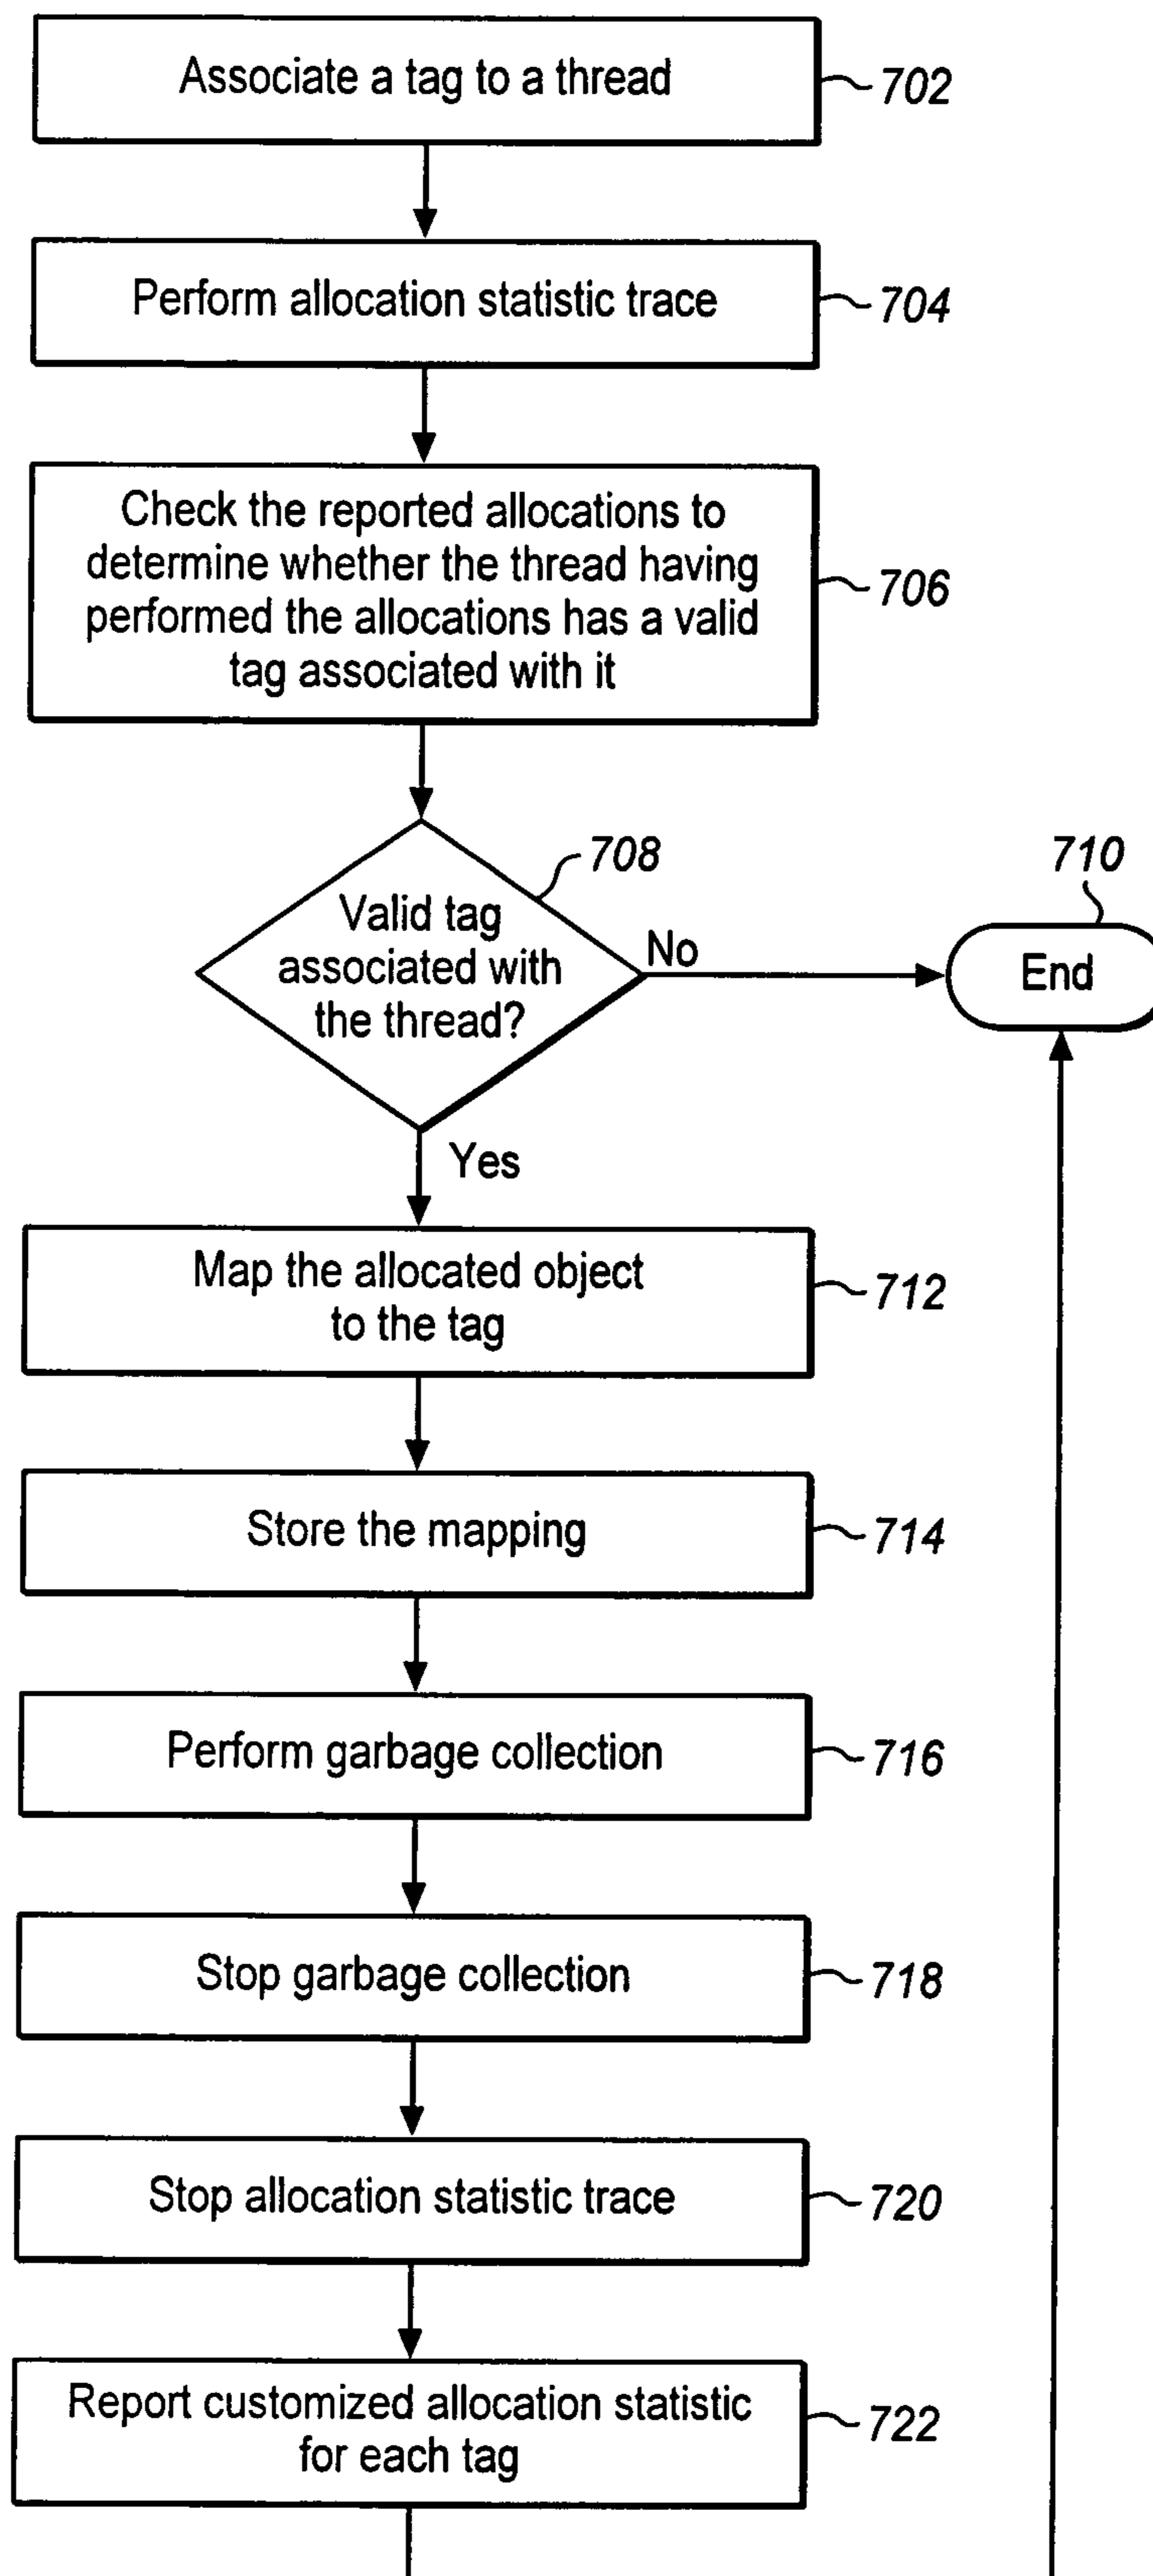 Associate a tag to a thread
702
Perform allocation statistic trace
704
Check the reported allocations to
determine whether the thread having
performed the allocations has a valid
tag associated with it
706
708
Valid tag
associated with
the thread?
No
710
End
Yes
Map the allocated object
to the tag
712
Store the mapping
714
Perform garbage collection
716
Stop garbage collection
718
Stop allocation statistic trace
720
Report customized allocation statistic
for each tag
722